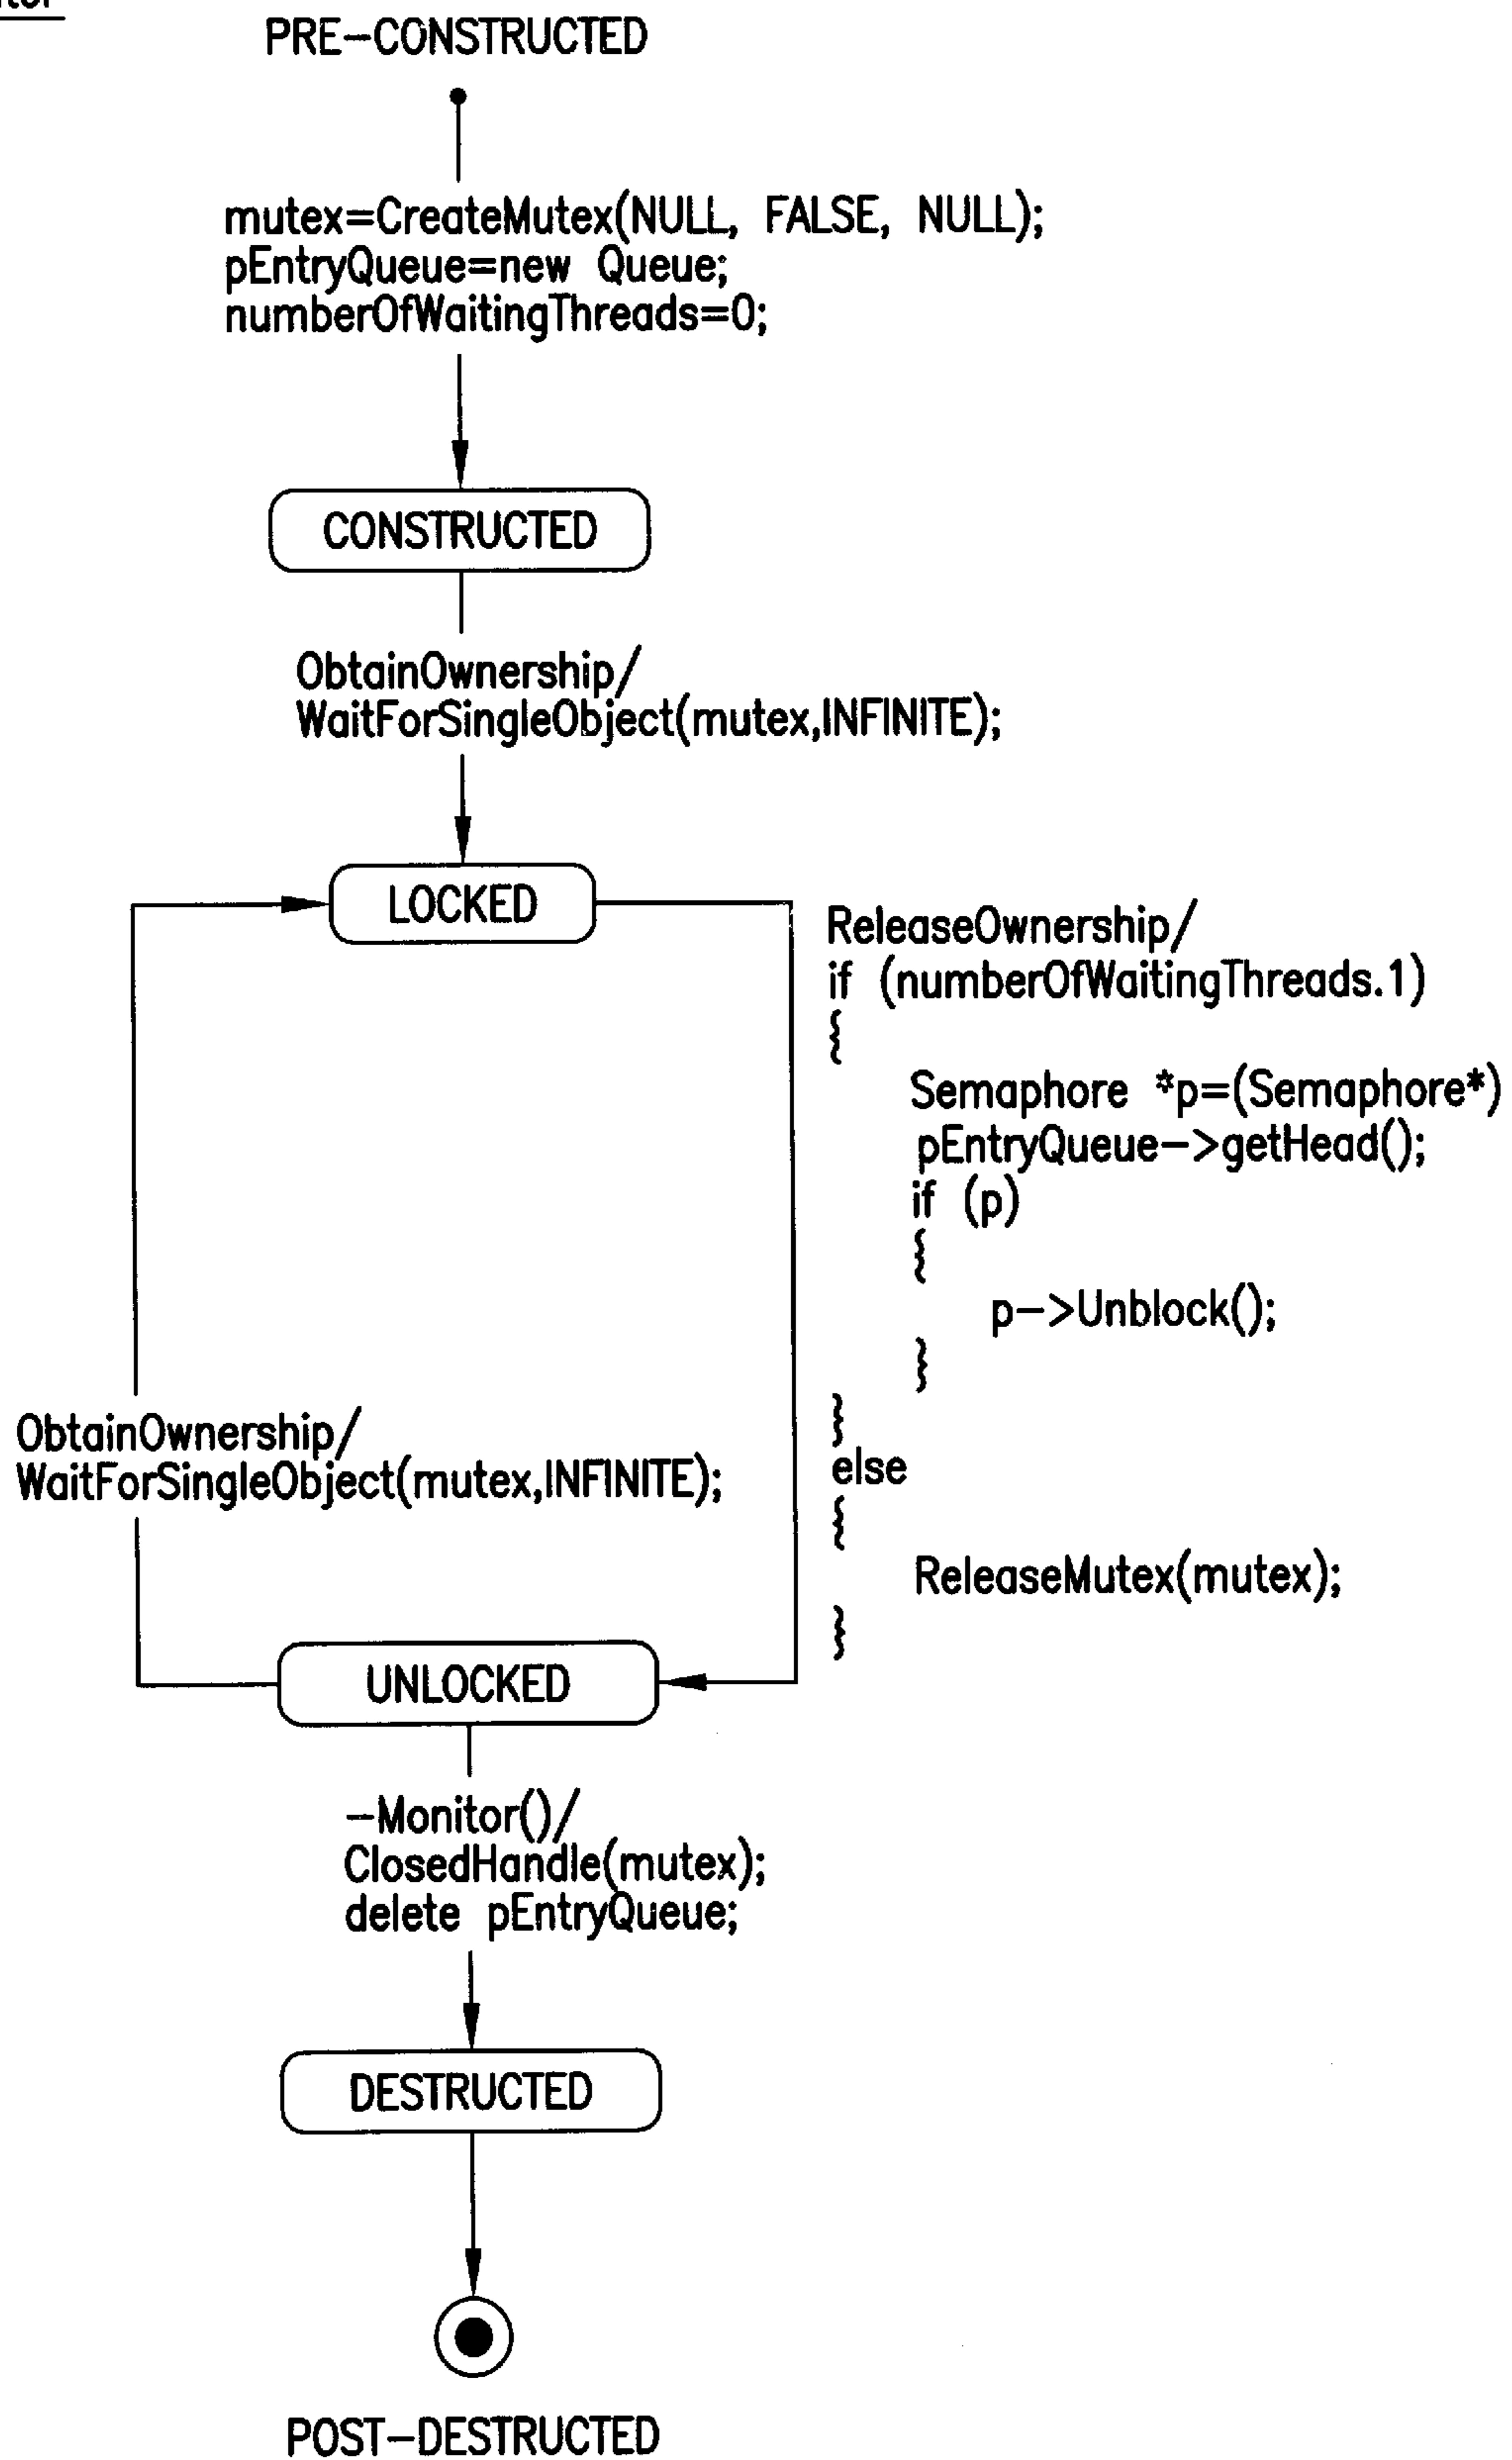 PRE-CONSTRUCTED
mutex=CreateMutex(NULL, FALSE, NULL);
pEntryQueue=new Queue;
numberOfWaitingThreads=0;
CONSTRUCTED
ObtainOwnership/
WaitForSingleObject(mutex,INFINITE);
LOCKED
ReleaseOwnership/
if (numberOfWaitingThreads.1)
{
Semaphore *p=(Semaphore*)
pEntryQueue->getHead();
if (p)
{
p->Unblock();
}
}
else
{
ReleaseMutex(mutex);
}
ObtainOwnership/
WaitForSingleObject(mutex,INFINITE);
UNLOCKED
-Monitor()/
ClosedHandle(mutex);
delete pEntryQueue;
DESTRUCTED
POST-DESTRUCTED